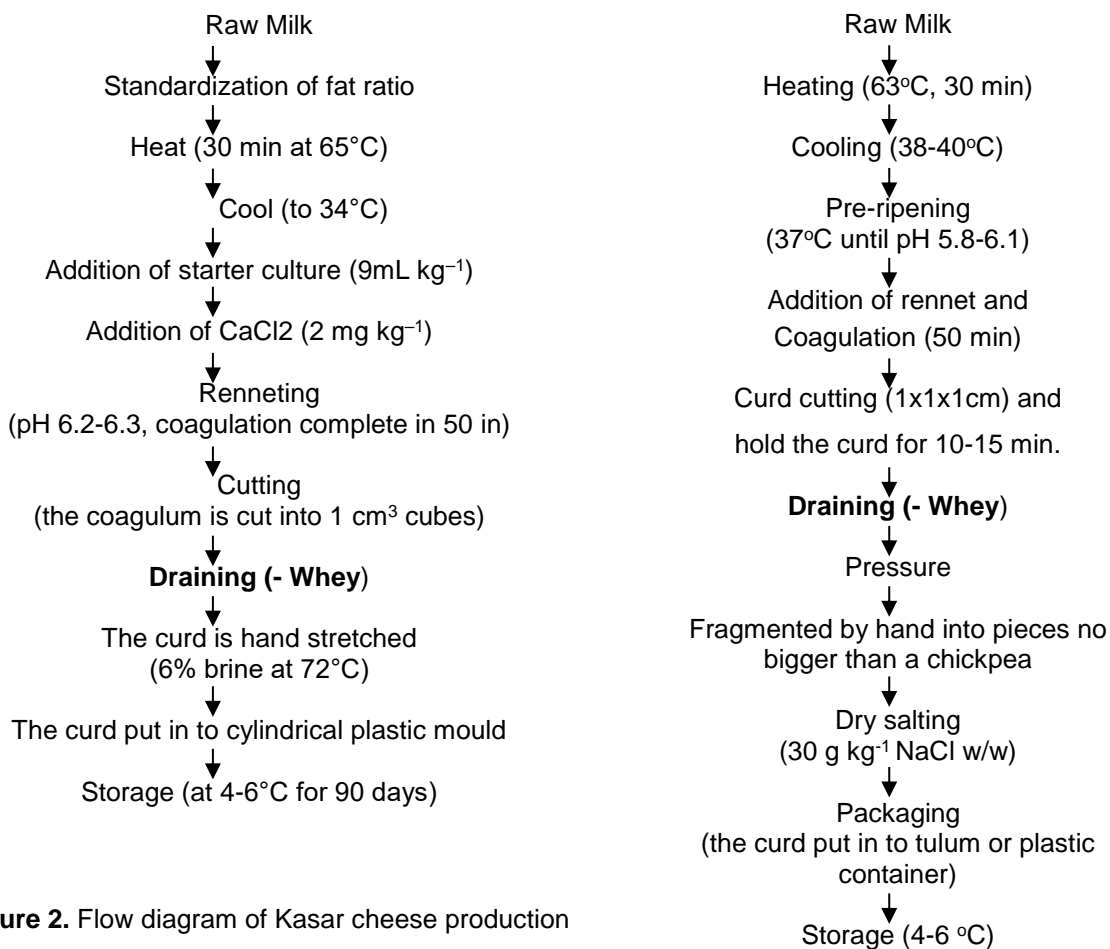 Raw Milk
Standardization of fat ratio
Heat (30 min at 65°C)
Cool (to 34°C)
Addition of starter culture (9mL kg⁻¹)
Addition of CaCl2 (2 mg kg⁻¹)
Renneting
(pH 6.2-6.3, coagulation complete in 50 in)
Cutting
(the coagulum is cut into 1 cm³ cubes)
Draining (- Whey)
The curd is hand stretched
(6% brine at 72°C)
The curd put in to cylindrical plastic mould
Storage (at 4-6°C for 90 days)
ure 2. Flow diagram of Kasar cheese production
Raw Milk
Heating (63°C, 30 min)
Cooling (38-40°C)
Pre-ripening
(37°C until pH 5.8-6.1)
Addition of rennet and
Coagulation (50 min)
Curd cutting (1x1x1cm) and
hold the curd for 10-15 min.
Draining (- Whey)
Pressure
Fragmented by hand into pieces no
bigger than a chickpea
Dry salting
(30 g kg⁻¹ NaCl w/w)
Packaging
(the curd put in to tulum or plastic
container)
Storage (4-6 °C)